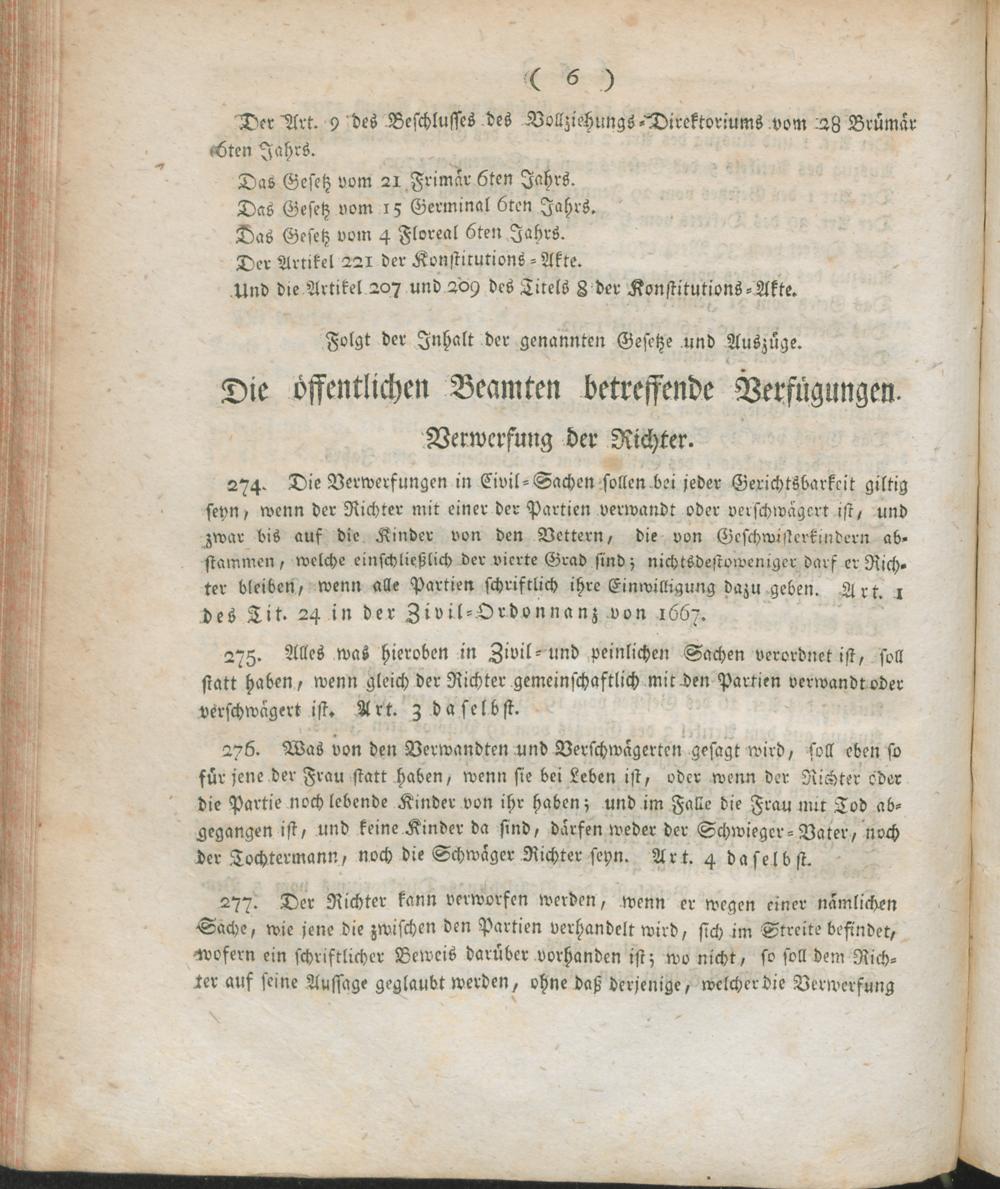 ( 6 )
Der Art. 9 des Beschlusses des Vollziehungs-Direktoriums vom 28 Brümär
6ten Jahrs.
Das Gesetz vom 21 Frimär 6ten Jahrs.
Das Gesetz vom 15 Germinal 6ten Jahrs.
Das Gesetz vom 4 Floreal 6ten Jahrs.
Der Artikel 221 der Konstitutions-Akte.
Und die Artikel 207 und 209 des Titels 8 der Konstitutions-Akte.
Folgt der Inhalt der genannten Gesetze und Auszüge.
Die öffentlichen Beamten betreffende Verfügungen.
Verwerfung der Richter.
274. Die Verwerfungen in Civil-Sachen sollen bei jeder Gerichtsbarkeit giltig
seyn, wenn der Richter mit einer der Partien verwandt oder verschwägert ist, und
zwar bis auf die Kinder von den Vettern, die von Geschwisterkindern ab-
stammen, welche einschließlich der vierte Grad sind; nichtsdestoweniger darf er Rich-
ter bleiben, wenn alle Partien schriftlich ihre Einwilligung dazu geben. Art. 1
des Tit. 24 in der Zivil-Ordonnanz von 1667.
275. Alles was hieroben in Zivil- und peinlichen Sachen verordnet ist, soll
statt haben, wenn gleich der Richter gemeinschaftlich mit den Partien verwandt oder
verschwägert ist. Art. 3 daselbst.
276. Was von den Verwandten und Verschwägerten gesagt wird, soll eben so
für jene der Frau statt haben, wenn sie bei Leben ist, oder wenn der Richter oder
die Partie noch lebende Kinder von ihr haben; und im Falle die Frau mit Tod ab-
gegangen ist, und keine Kinder da sind, därfen weder der Schwieger-Vater, noch
der Tochtermann, noch die Schwäger Richter seyn. Art. 4 daselbst.
277. Der Richter kann verworfen werden, wenn er wegen einer nämlichen
Sache, wie jene die zwischen den Partien verhandelt wird, sich im Streite befindet,
wofern ein schriftlicher Beweis darüber vorhanden ist; wo nicht, so soll dem Rich-
ter auf seine Aussage geglaubt werden, ohne daß derjenige, welcher die Verwerfung